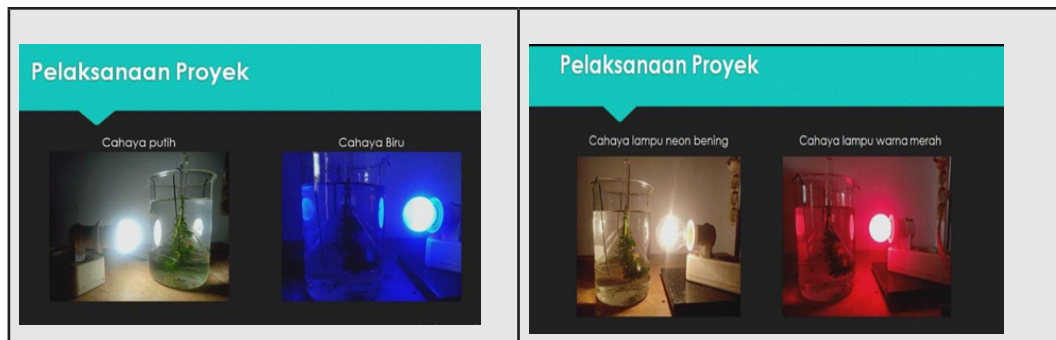 Pelaksanaan Proyek
Cahaya putih
Cahaya Biru
Pelaksanaan Proyek
Cahaya lampu neon bening
Cahaya lampu warna merah